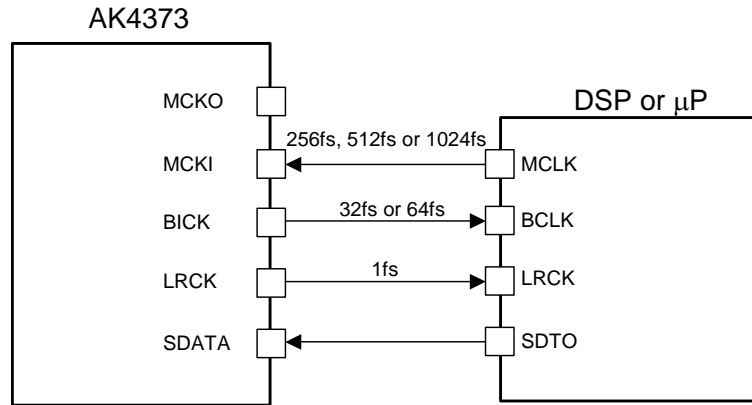 AK4373
DSP or μP
MCKO
256fs, 512fs or 1024fs
MCKI
MCLK
32fs or 64fs
BICK
BCLK
1fs
LRCK
LRCK
SDATA
SDTO